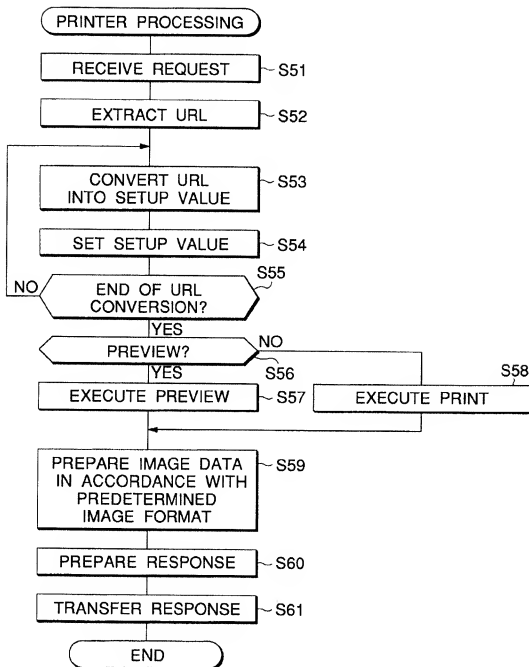 PRINTER PROCESSING
RECEIVE REQUEST
S51
EXTRACT URL
S52
CONVERT URL
INTO SETUP VALUE
S53
SET SETUP VALUE
S54
S55
NO
END OF URL
CONVERSION?
YES
NO
PREVIEW?
S56
YES
S58
EXECUTE PREVIEW
S57
EXECUTE PRINT
PREPARE IMAGE DATA
IN ACCORDANCE WITH
PREDETERMINED
IMAGE FORMAT
S59
PREPARE RESPONSE
S60
TRANSFER RESPONSE
S61
END